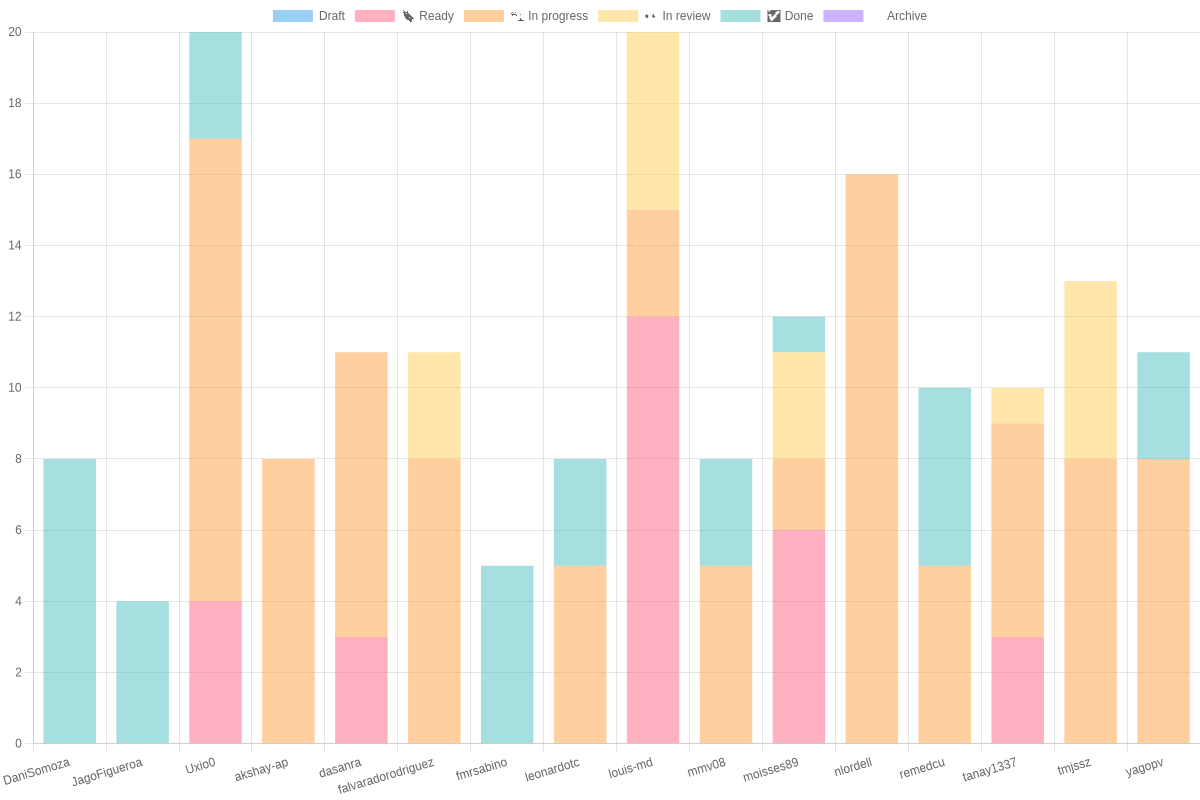 Draft 🔖 Ready 🏗 In progress 👀 In review ✅ Done Archive
20
18
16
14
12
10
8
6
4
2
0
DaniSomoza
JagoFigueroa
Uxio0
akshay-ap
dasanra
falvaradorodriguez
fmrsabino
leonardotc
louis-md
mmv08
moisses89
nlordell
remedcu
tanay1337
tmjssz
yagopv